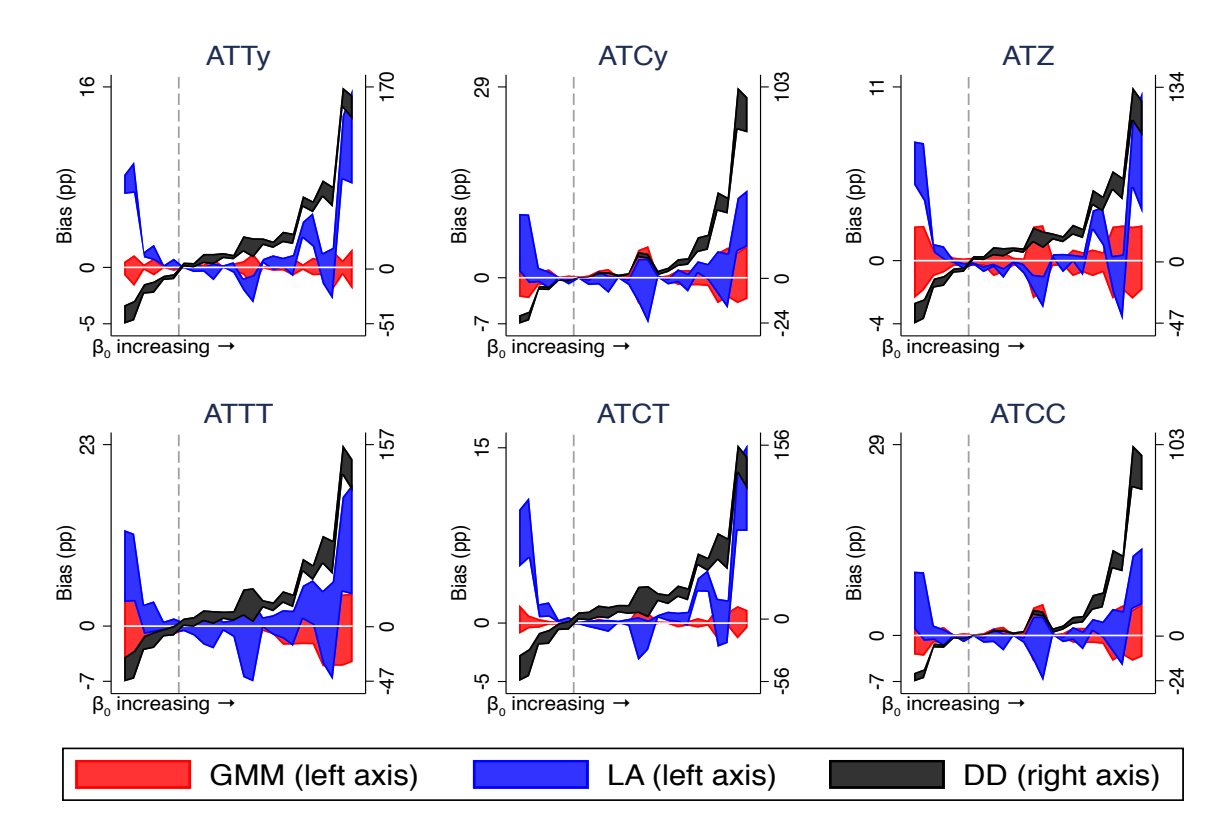 ATTy
ATCy
ATZ
Bias (pp)
16
0
-5
170
0
-51
β₀ increasing →
Bias (pp)
29
0
-7
103
0
-24
β₀ increasing →
Bias (pp)
11
0
-4
134
0
-47
β₀ increasing →
ATTT
ATCT
ATCC
Bias (pp)
23
0
-7
157
0
-47
β₀ increasing →
Bias (pp)
15
0
-5
156
0
-56
β₀ increasing →
Bias (pp)
29
0
-7
103
0
-24
β₀ increasing →
GMM (left axis)
LA (left axis)
DD (right axis)